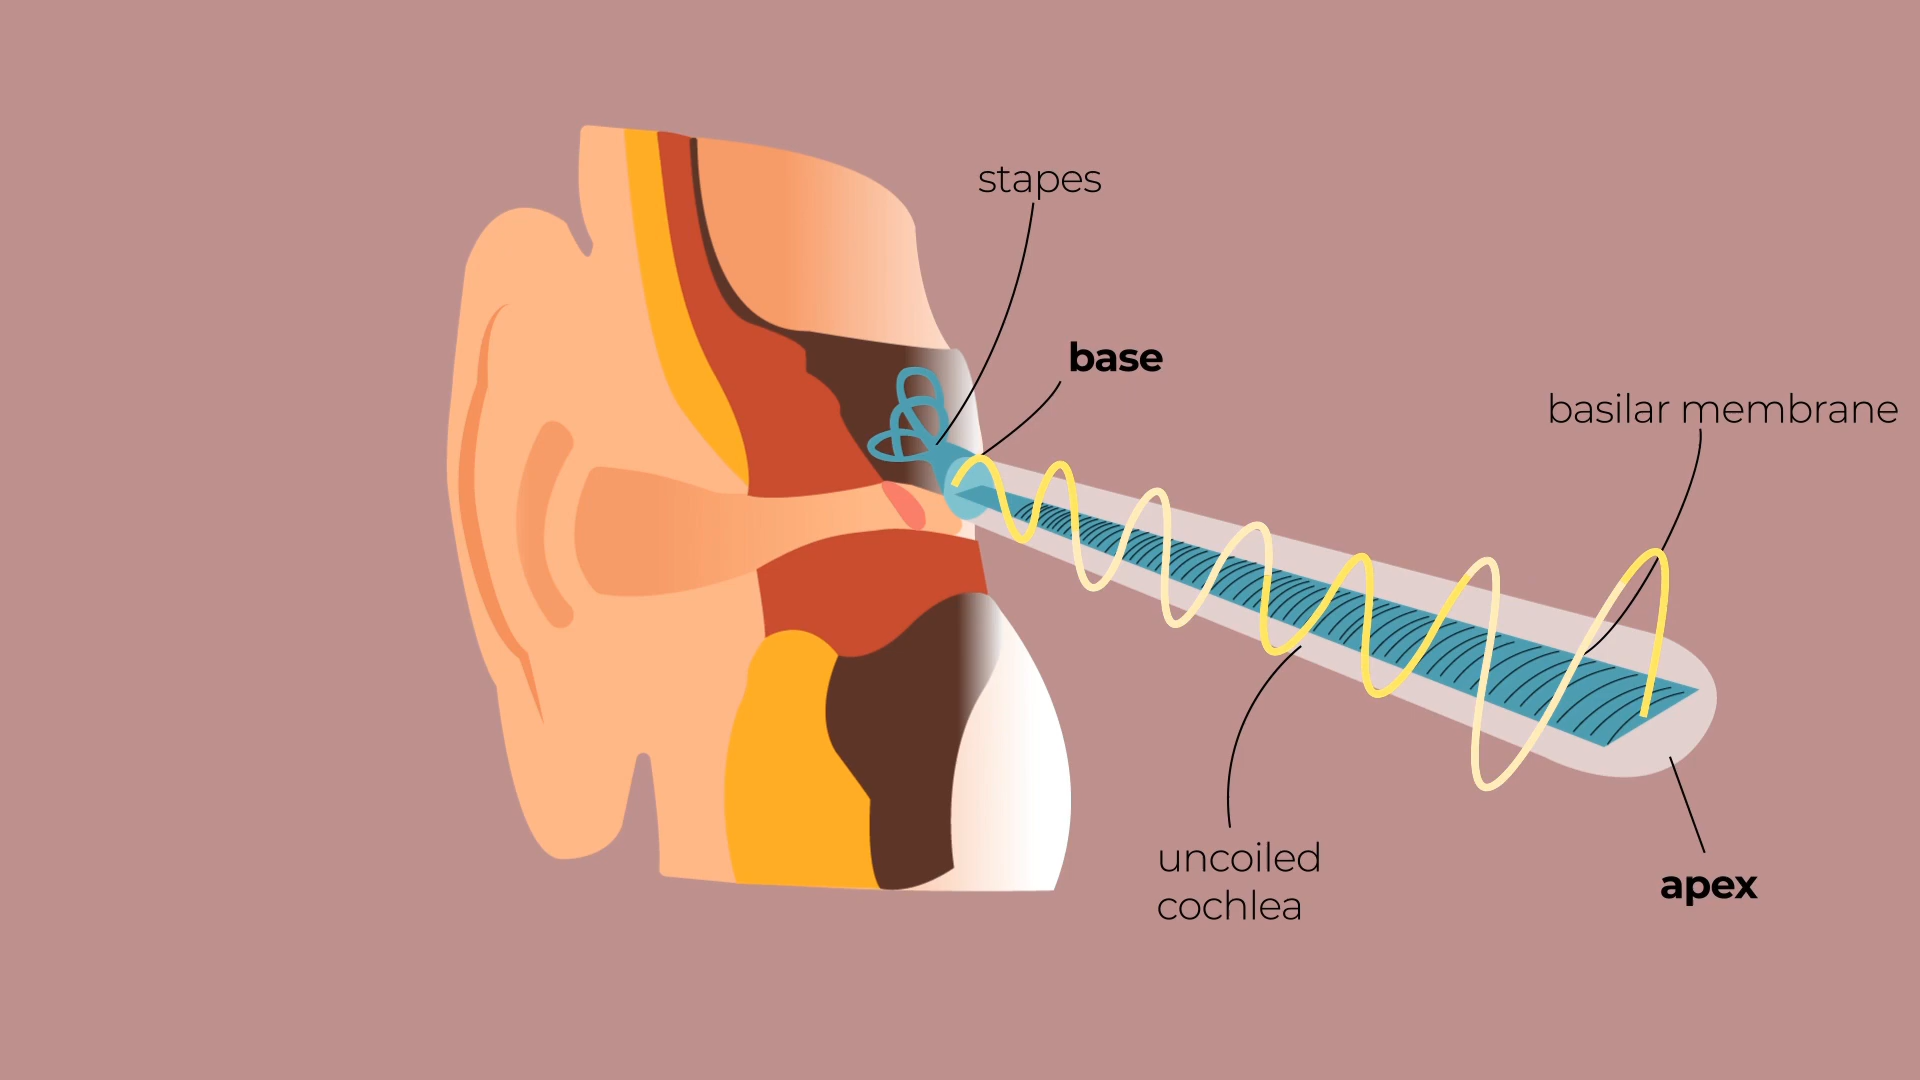 stapes
base
basilar membrane
uncoiled
cochlea
apex